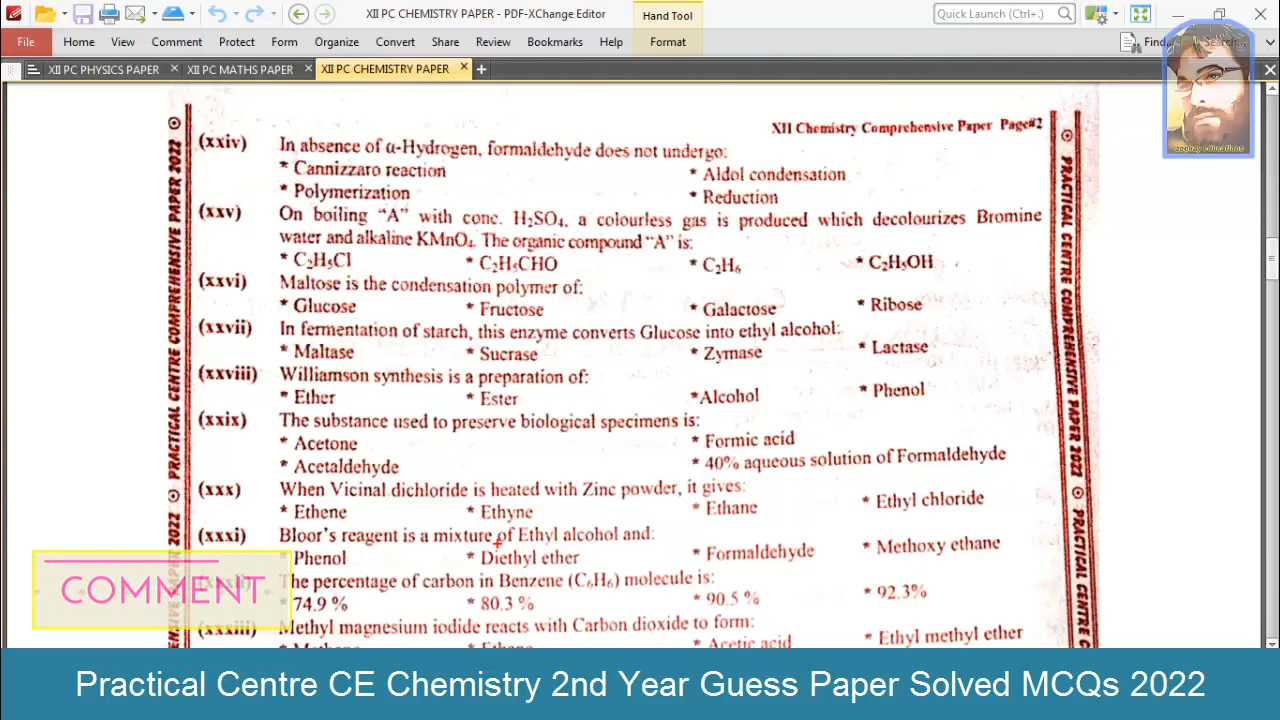 XII PC CHEMISTRY PAPER - PDF-XChange Editor
Hand Tool
Quick Launch (Ctrl+.)
File Home View Comment Protect Form Organize Convert Share Review Bookmarks Help Format Find... Search...
XII PC PHYSICS PAPER XII PC MATHS PAPER XII PC CHEMISTRY PAPER
zeekay educations
XII Chemistry Comprehensive Paper Page#2
(xxiv) In absence of α-Hydrogen, formaldehyde does not undergo:
* Cannizzaro reaction * Aldol condensation
* Polymerization * Reduction
(xxv) On boiling "A" with conc. H₂SO₄, a colourless gas is produced which decolourizes Bromine
water and alkaline KMnO₄. The organic compound "A" is:
* C₂H₅Cl * C₂H₅CHO * C₂H₆ * C₂H₅OH
(xxvi) Maltose is the condensation polymer of:
* Glucose * Fructose * Galactose * Ribose
(xxvii) In fermentation of starch, this enzyme converts Glucose into ethyl alcohol:
* Maltase * Sucrase * Zymase * Lactase
(xxviii) Williamson synthesis is a preparation of:
* Ether * Ester *Alcohol * Phenol
(xxix) The substance used to preserve biological specimens is:
* Acetone * Formic acid
* Acetaldehyde * 40% aqueous solution of Formaldehyde
(xxx) When Vicinal dichloride is heated with Zinc powder, it gives:
* Ethene * Ethyne * Ethane * Ethyl chloride
(xxxi) Bloor's reagent is a mixture of Ethyl alcohol and:
* Phenol * Diethyl ether * Formaldehyde * Methoxy ethane
The percentage of carbon in Benzene (C₆H₆) molecule is:
* 74.9 % * 80.3 % * 90.5 % * 92.3%
(xxxiii) Methyl magnesium iodide reacts with Carbon dioxide to form:
* Acetic acid * Ethyl methyl ether
PRACTICAL CENTRE COMPREHENSIVE PAPER 2022
PRACTICAL CENTRE COMPREHENSIVE PAPER 2022
COMMENT
Practical Centre CE Chemistry 2nd Year Guess Paper Solved MCQs 2022